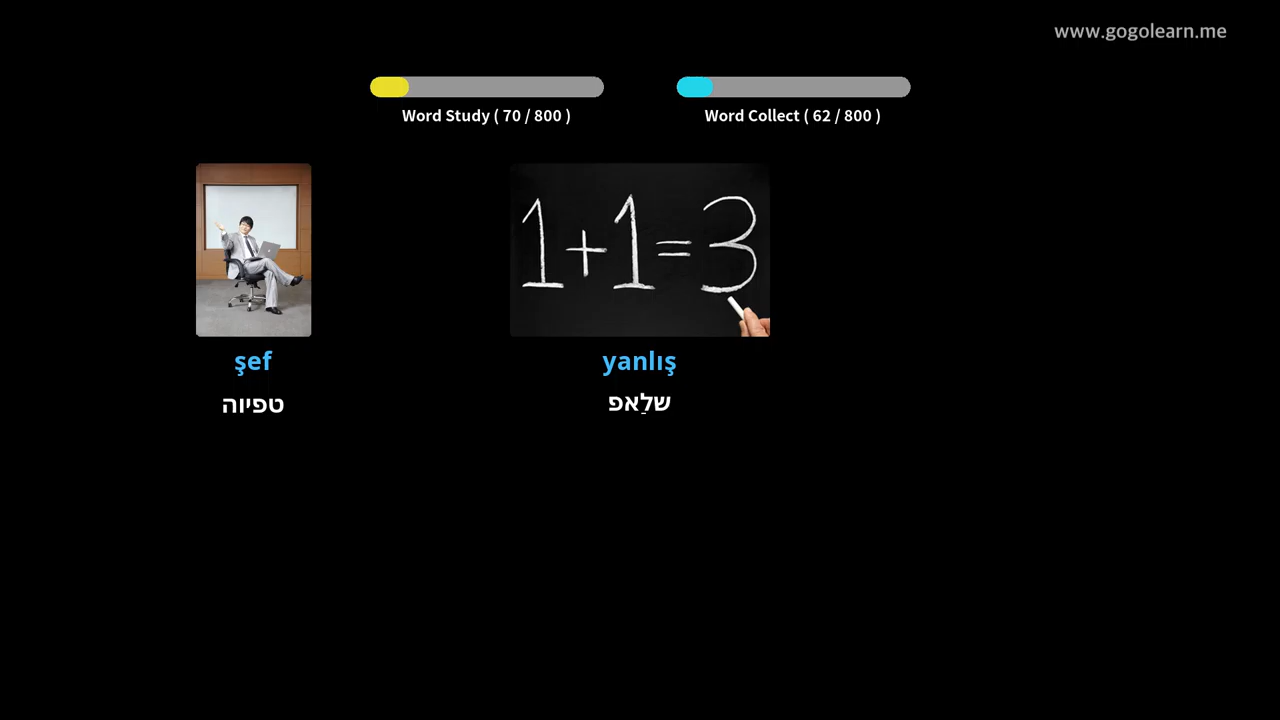 www.gogolearn.me
Word Study ( 70 / 800 )
Word Collect ( 62 / 800 )
1+1=3
şef
yanlış
טפיוה
שלַאפ